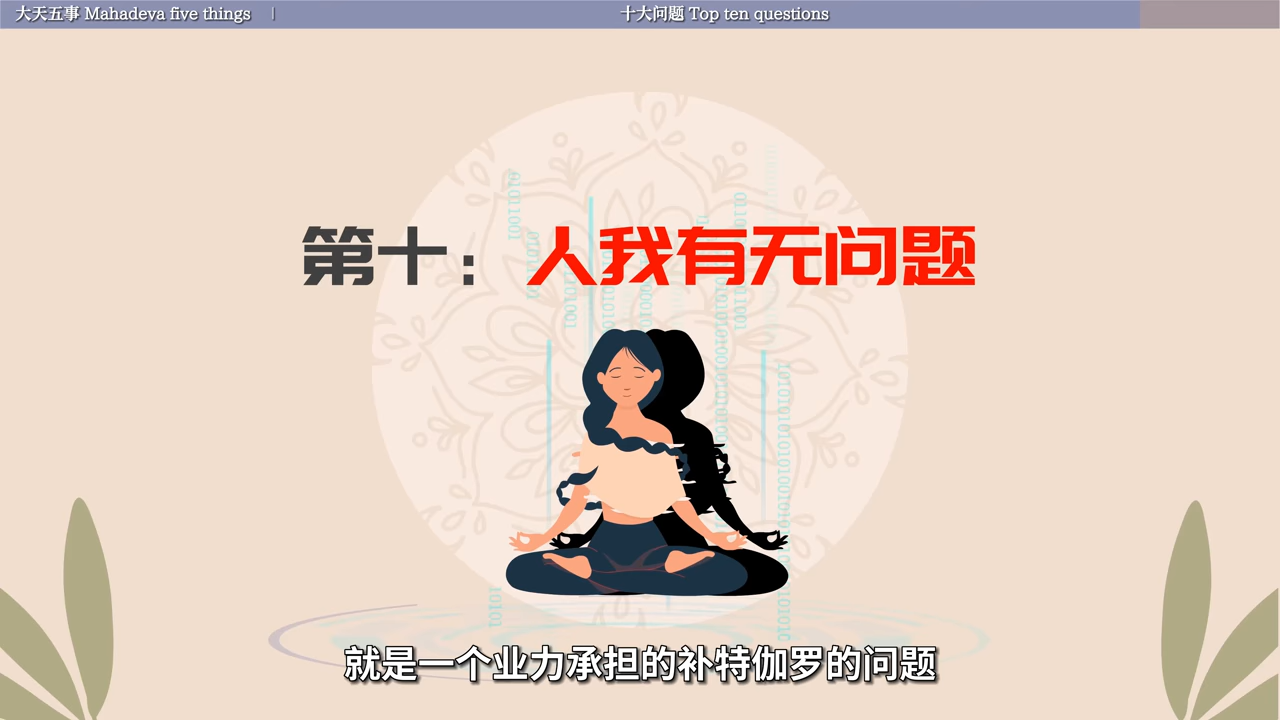 大天五事 Mahadeva five things
十大问题 Top ten questions
第十：人我有无问题
就是一个业力承担的补特伽罗的问题